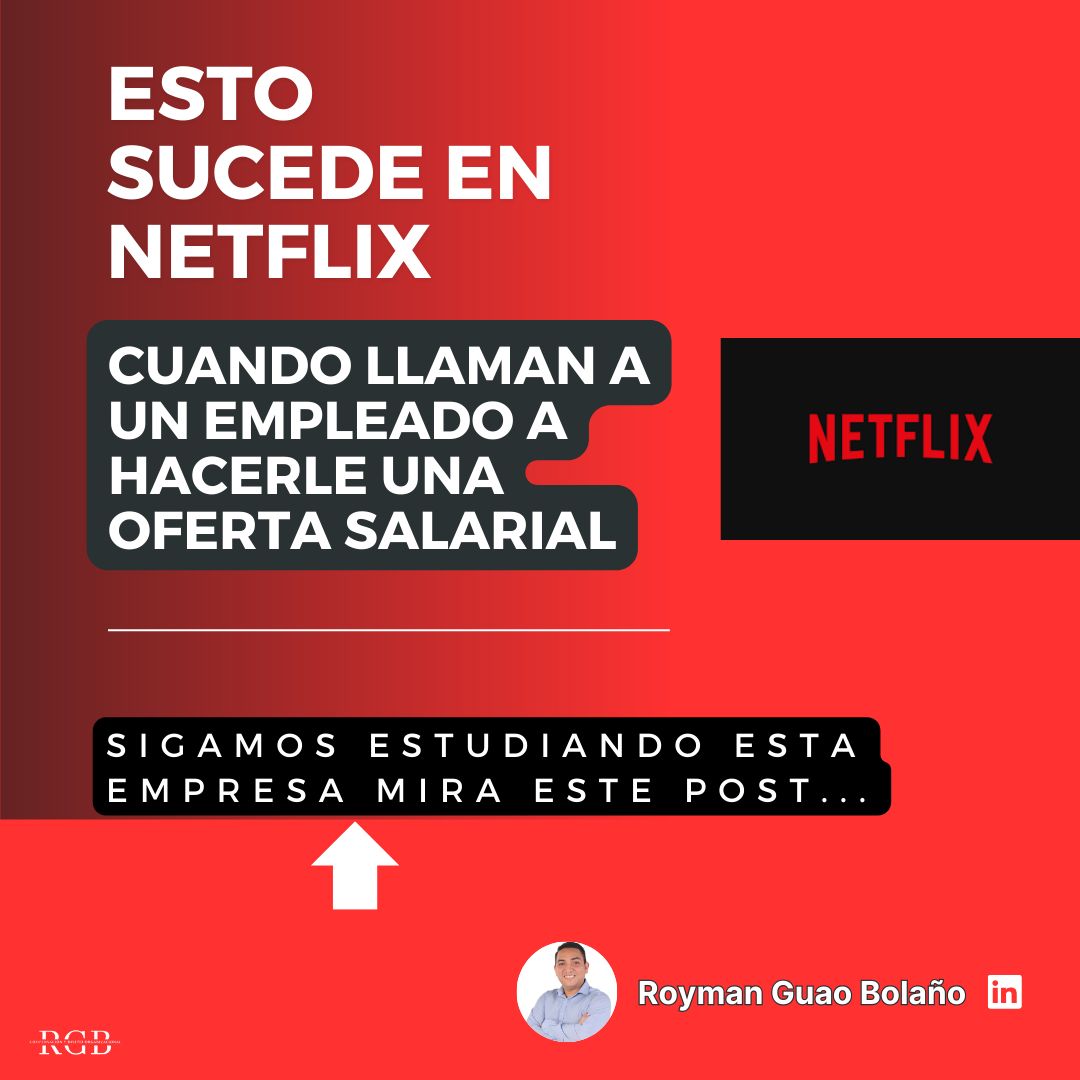 ESTO
SUCEDE EN
NETFLIX
CUANDO LLAMAN A
UN EMPLEADO A
HACERLE UNA
OFERTA SALARIAL
NETFLIX
SIGAMOS ESTUDIANDO ESTA
EMPRESA MIRA ESTE POST...
Royman Guao Bolaño in
RGB